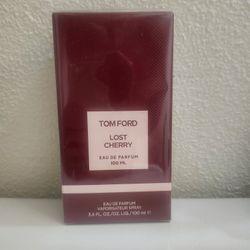 TOM FORD
LOST
CHERRY
EAU DE PARFUM
100 ML
EAU DE PARFUM
VAPORISATEUR SPRAY
3.4 FL. OZ./OZ. LIQ./100 ml ℮